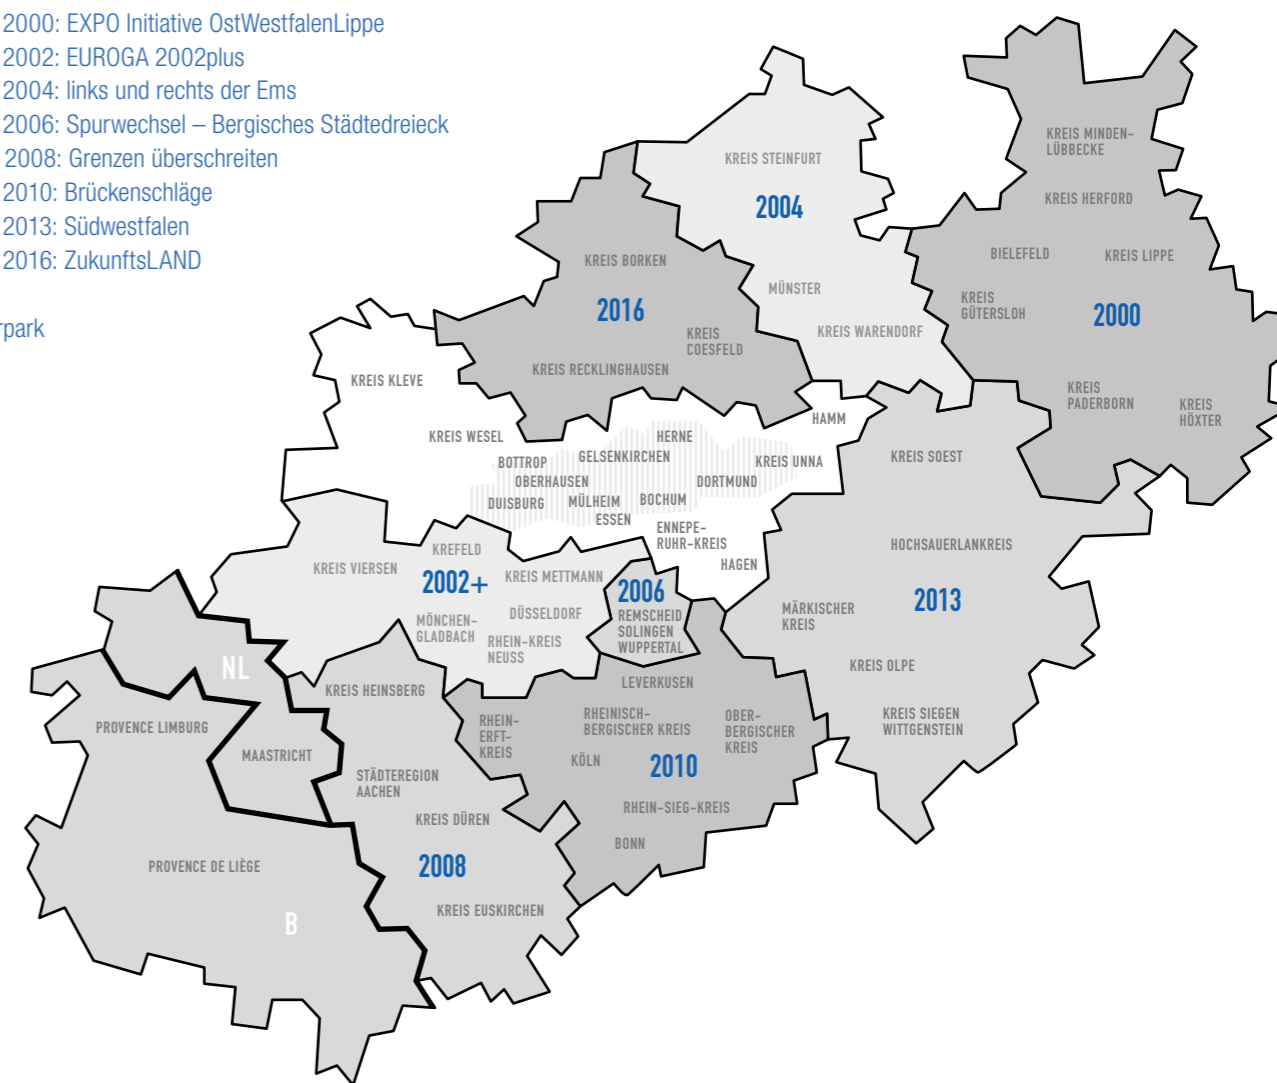 2000: EXPO Initiative OstWestfalenLippe
2002: EUROGA 2002plus
2004: links und rechts der Ems
2006: Spurwechsel – Bergisches Städtedreieck
2008: Grenzen überschreiten
2010: Brückenschläge
2013: Südwestfalen
2016: ZukunftsLAND
rpark
KREIS MINDEN-
LÜBBECKE
KREIS HERFORD
BIELEFELD
KREIS LIPPE
KREIS
GÜTERSLOH
2000
KREIS
PADERBORN
KREIS
HÖXTER
KREIS STEINFURT
2004
MÜNSTER
KREIS WARENDORF
KREIS BORKEN
2016
KREIS
COESFELD
KREIS RECKLINGHAUSEN
KREIS KLEVE
KREIS WESEL
HAMM
HERNE
GELSENKIRCHEN
BOTTROP
OBERHAUSEN
KREIS UNNA
DORTMUND
DUISBURG
MÜLHEIM
BOCHUM
ESSEN
ENNEPE-
RUHR-KREIS
HAGEN
KREIS SOEST
HOCHSAUERLANKREIS
2013
MÄRKISCHER
KREIS
KREIS OLPE
KREIS SIEGEN
WITTGENSTEIN
KREFELD
KREIS VIERSEN
2002+
KREIS METTMANN
MÖNCHEN-
GLADBACH
DÜSSELDORF
RHEIN-KREIS
NEUSS
2006
REMSCHEID
SOLINGEN
WUPPERTAL
LEVERKUSEN
RHEIN-
ERFT-
KREIS
RHEINISCH-
BERGISCHER KREIS
OBER-
BERGISCHER
KREIS
KÖLN
2010
RHEIN-SIEG-KREIS
BONN
NL
KREIS HEINSBERG
PROVENCE LIMBURG
MAASTRICHT
STÄDTEREGION
AACHEN
KREIS DÜREN
2008
PROVENCE DE LIÈGE
KREIS EUSKIRCHEN
B